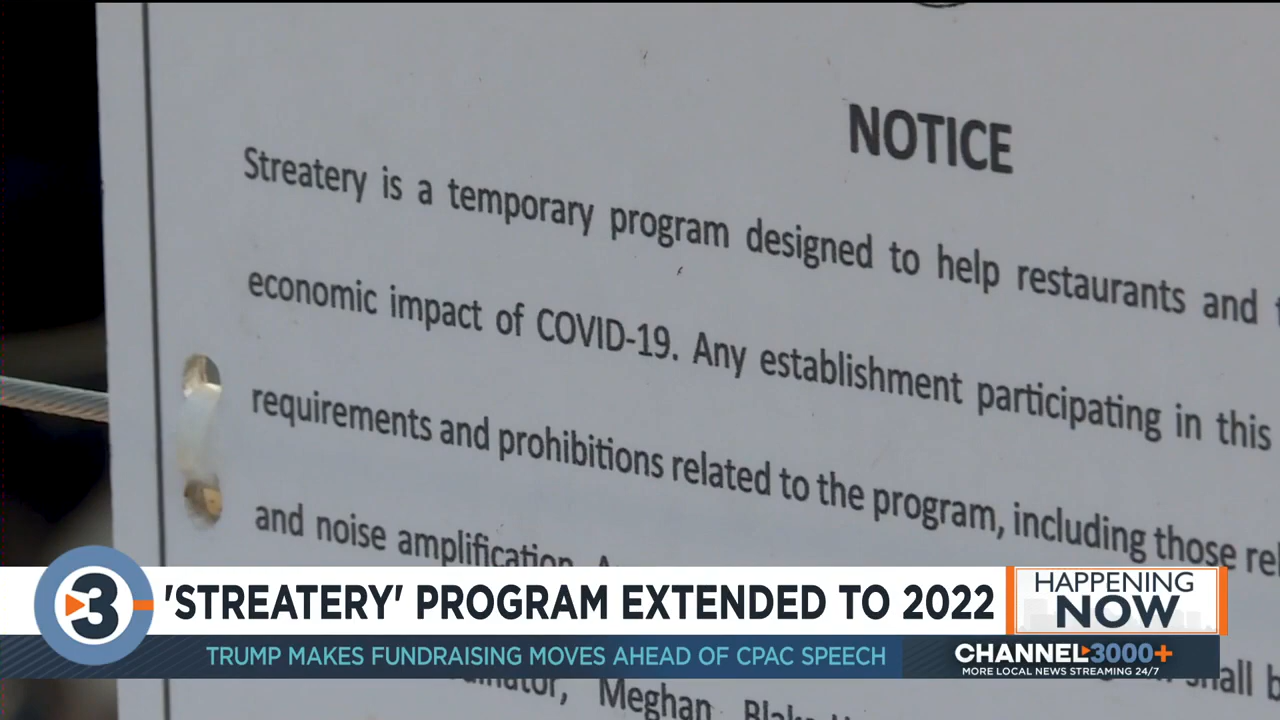 NOTICE
Streatery is a temporary program designed to help restaurants and
economic impact of COVID-19. Any establishment participating in this
requirements and prohibitions related to the program, including those
and noise amplification.
3
'STREATERY' PROGRAM EXTENDED TO 2022
HAPPENING
NOW
TRUMP MAKES FUNDRAISING MOVES AHEAD OF CPAC SPEECH
CHANNEL3000+
MORE LOCAL NEWS STREAMING 24/7
shall
Meghan